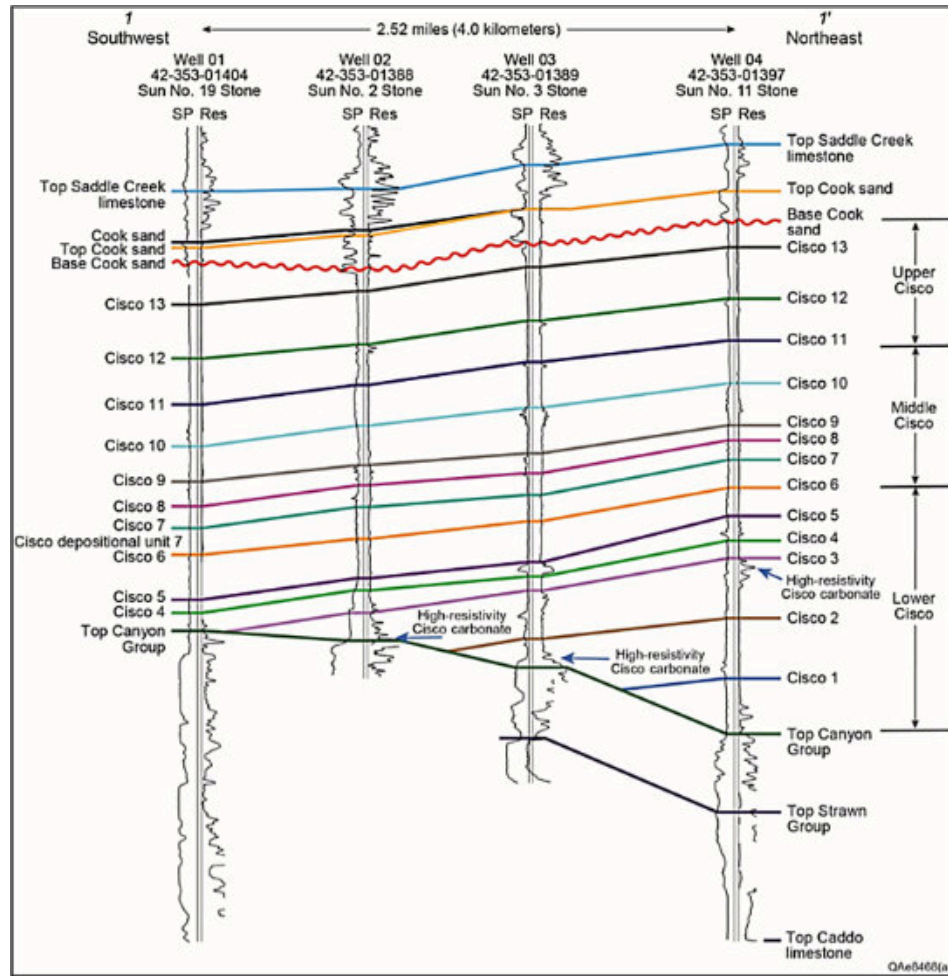 1
Southwest
2.52 miles (4.0 kilometers)
1'
Northeast
Well 01
42-353-01404
Sun No. 19 Stone
SP Res
Well 02
42-353-01388
Sun No. 2 Stone
SP Res
Well 03
42-353-01389
Sun No. 3 Stone
SP Res
Well 04
42-353-01397
Sun No. 11 Stone
SP Res
Top Saddle Creek
limestone
Cook sand
Top Cook sand
Base Cook sand
Cisco 13
Cisco 12
Cisco 11
Cisco 10
Cisco 9
Cisco 8
Cisco 7
Cisco depositional unit 7
Cisco 6
Cisco 5
Cisco 4
Top Canyon
Group
High-resistivity
Cisco carbonate
High-resistivity
Cisco carbonate
Top Saddle Creek
limestone
Top Cook sand
Base Cook
sand
Cisco 13
Cisco 12
Cisco 11
Cisco 10
Cisco 9
Cisco 8
Cisco 7
Cisco 6
Cisco 5
Cisco 4
Cisco 3
High-resistivity
Cisco carbonate
Cisco 2
Cisco 1
Top Canyon
Group
Top Strawn
Group
Top Caddo
limestone
Upper
Cisco
Middle
Cisco
Lower
Cisco
QAe8468(a